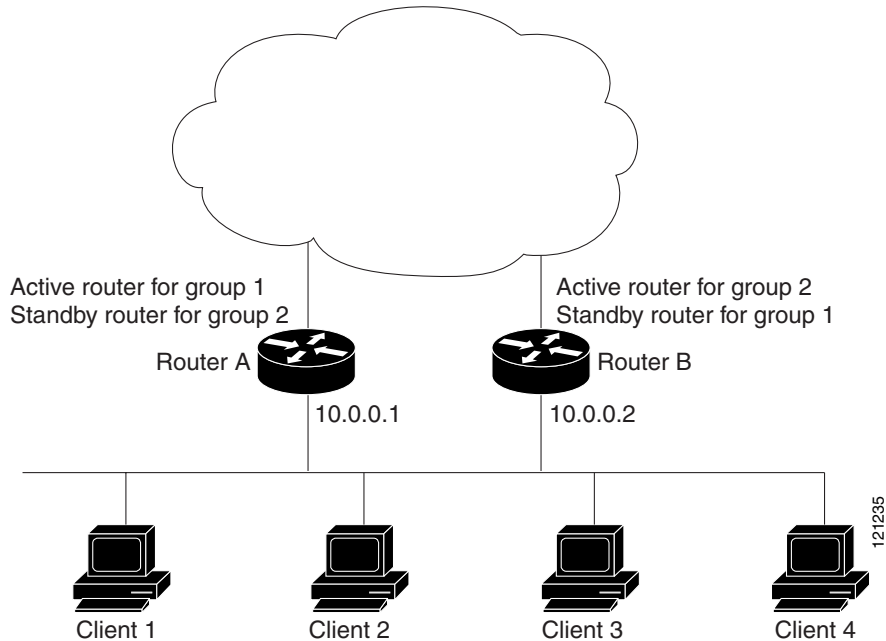 Active router for group 1
Standby router for group 2
Active router for group 2
Standby router for group 1
Router A
Router B
10.0.0.1
10.0.0.2
121235
Client 1
Client 2
Client 3
Client 4